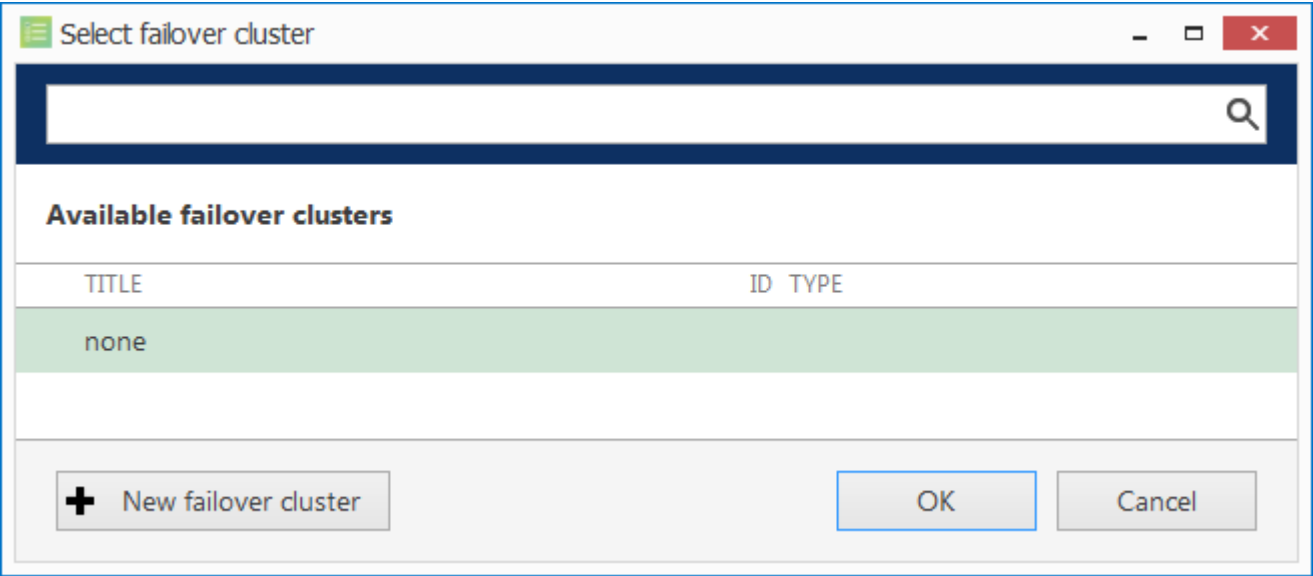 Select failover cluster
Available failover clusters
TITLE ID TYPE
none
New failover cluster OK Cancel